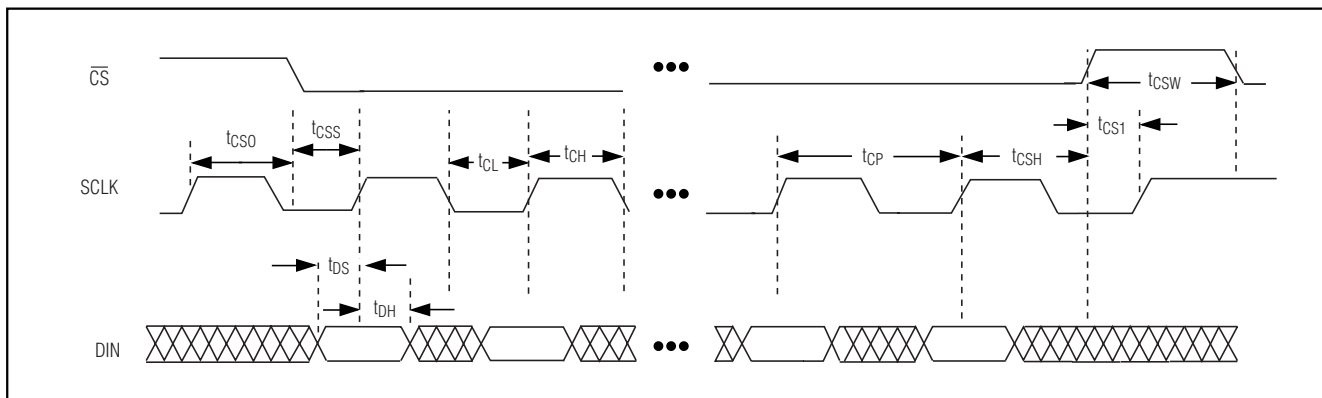 CS
tCSW
tCSO tCSS tCS1
tCL tCH tCP tCSH
SCLK
tDS
tDH
DIN